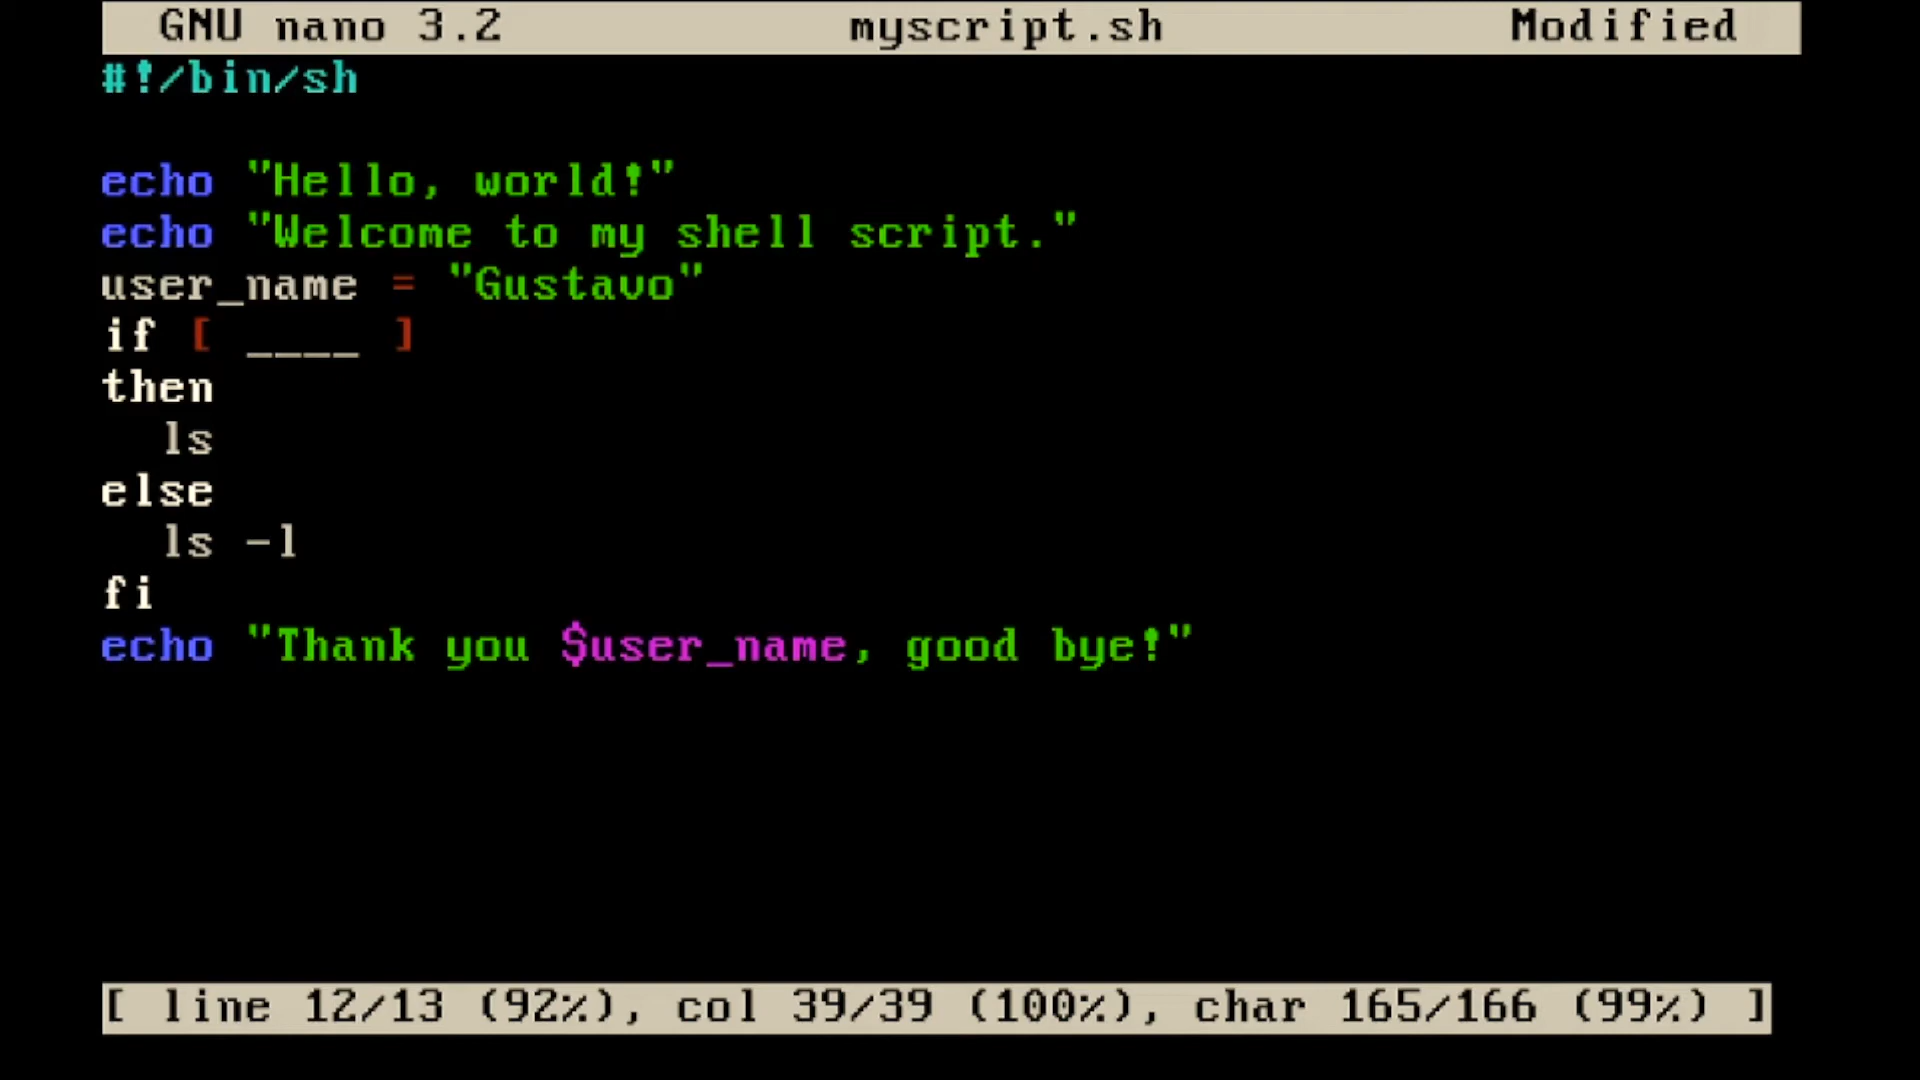 GNU nano 3.2 myscript.sh Modified
#!/bin/sh
echo "Hello, world!"
echo "Welcome to my shell script."
user_name = "Gustavo"
if [ ____ ]
then
ls
else
ls -l
fi
echo "Thank you $user_name, good bye!"
[ line 12/13 (92%), col 39/39 (100%), char 165/166 (99%) ]